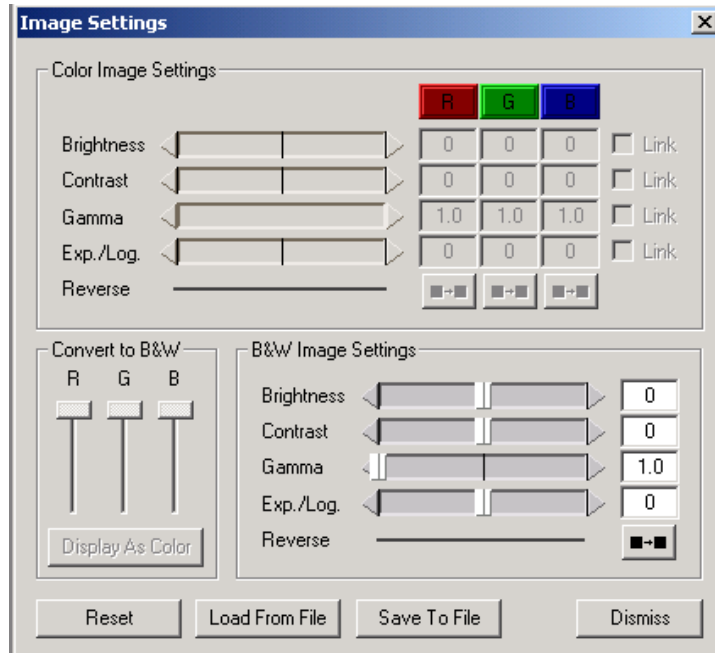 Image Settings
Color Image Settings
R G B
Brightness 0 0 0 Link
Contrast 0 0 0 Link
Gamma 1.0 1.0 1.0 Link
Exp./Log. 0 0 0 Link
Reverse
Convert to B&W
R G B
Display As Color
B&W Image Settings
Brightness 0
Contrast 0
Gamma 1.0
Exp./Log. 0
Reverse
Reset Load From File Save To File Dismiss